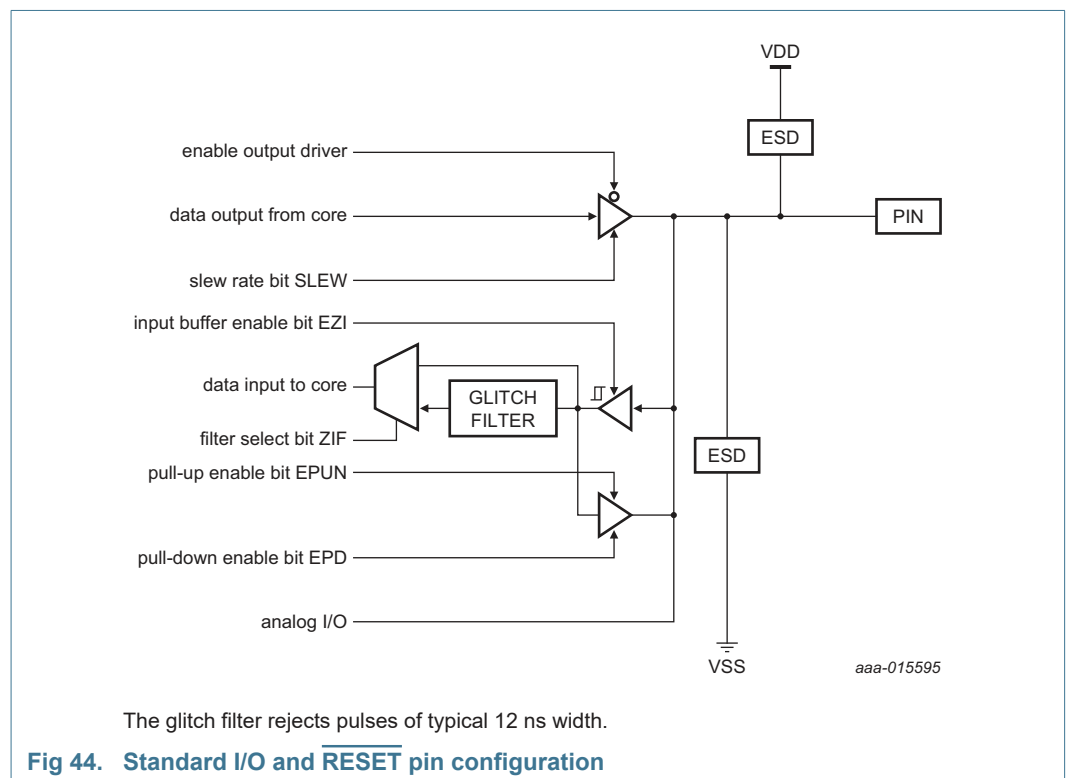 VDD
ESD
enable output driver
data output from core
PIN
slew rate bit SLEW
input buffer enable bit EZI
data input to core
GLITCH
FILTER
filter select bit ZIF
ESD
pull-up enable bit EPUN
pull-down enable bit EPD
analog I/O
VSS
aaa-015595
The glitch filter rejects pulses of typical 12 ns width.
Fig 44. Standard I/O and RESET pin configuration